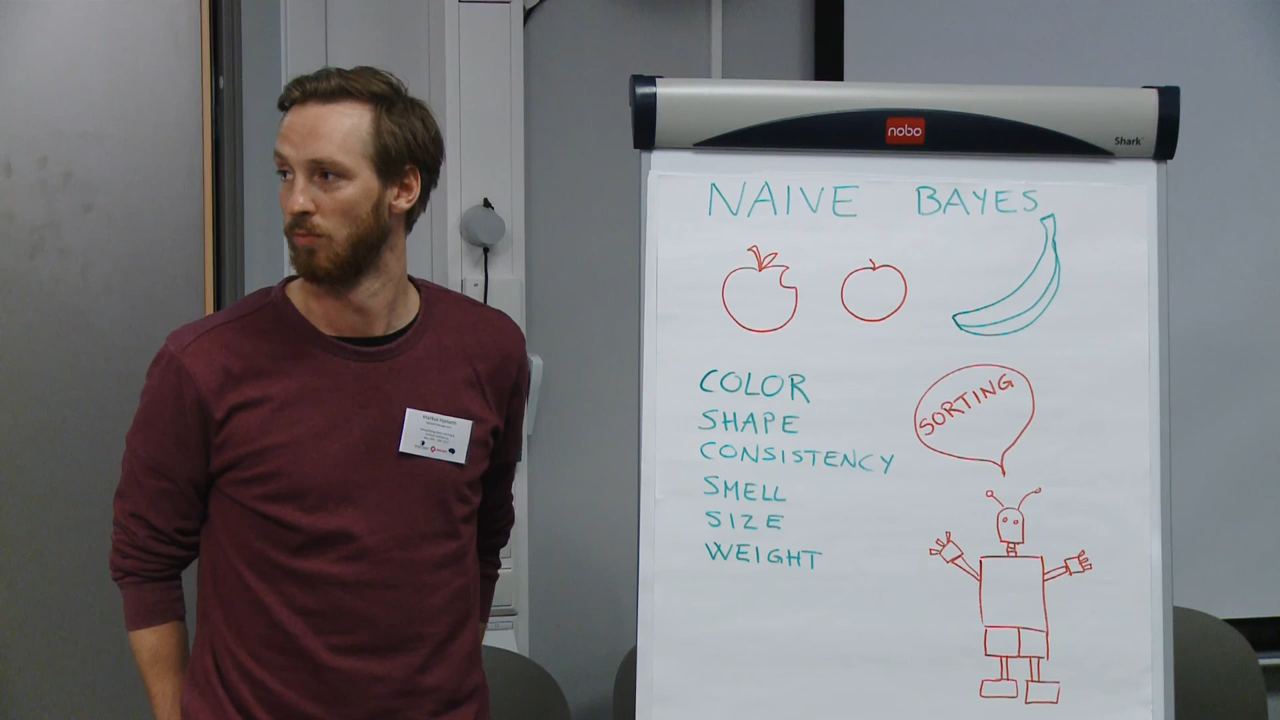 nobo
Shark
NAIVE BAYES
COLOR
SHAPE
CONSISTENCY
SMELL
SIZE
WEIGHT
SORTING